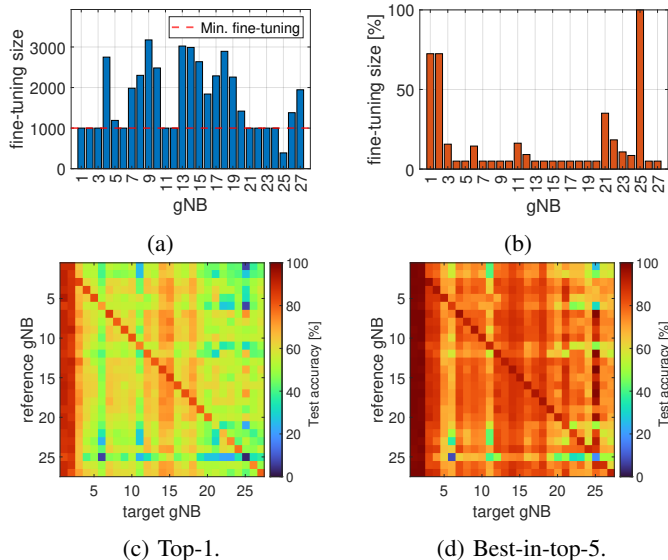 Min. fine-tuning
fine-tuning size
3000
2000
1000
0
1 3 5 7 9 11 13 15 17 19 21 23 25 27
gNB
(a)
fine-tuning size [%]
100
50
0
1 3 5 7 9 11 13 15 17 19 21 23 25 27
gNB
(b)
reference gNB
5
10
15
20
25
5 10 15 20 25
target gNB
100
80
60
40
20
0
Test accuracy [%]
(c) Top-1.
reference gNB
5
10
15
20
25
5 10 15 20 25
target gNB
100
80
60
40
20
0
Test accuracy [%]
(d) Best-in-top-5.